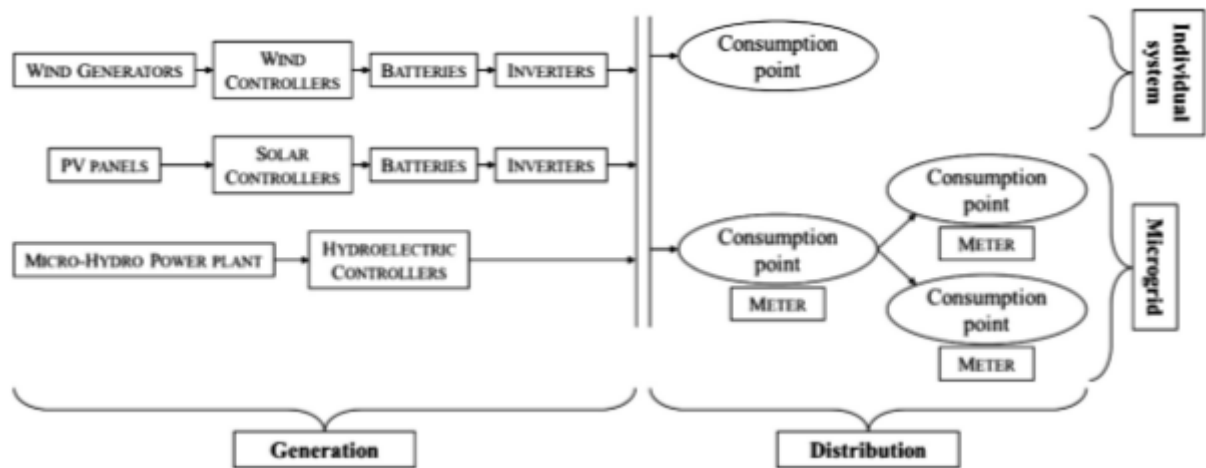 WIND GENERATORS
WIND
CONTROLLERS
BATTERIES
INVERTERS
Consumption
point
Individual
system
PV PANELS
SOLAR
CONTROLLERS
BATTERIES
INVERTERS
MICRO-HYDRO POWER PLANT
HYDROELECTRIC
CONTROLLERS
Consumption
point
METER
Consumption
point
METER
Consumption
point
METER
Microgrid
Generation
Distribution